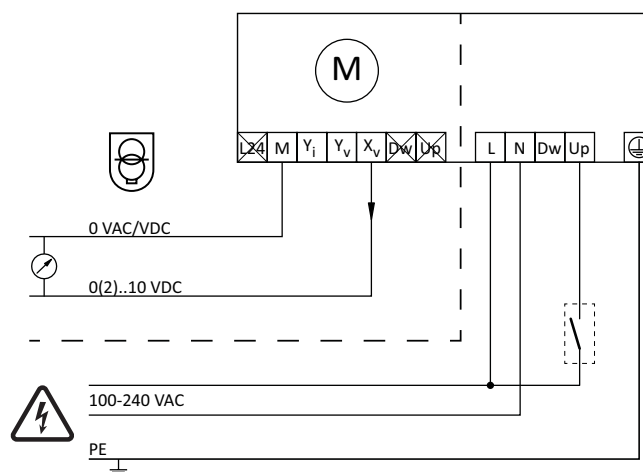 M
L24 M Yi Yv Xv Dw Up L N Dw Up
0 VAC/VDC
0(2)..10 VDC
100-240 VAC
PE